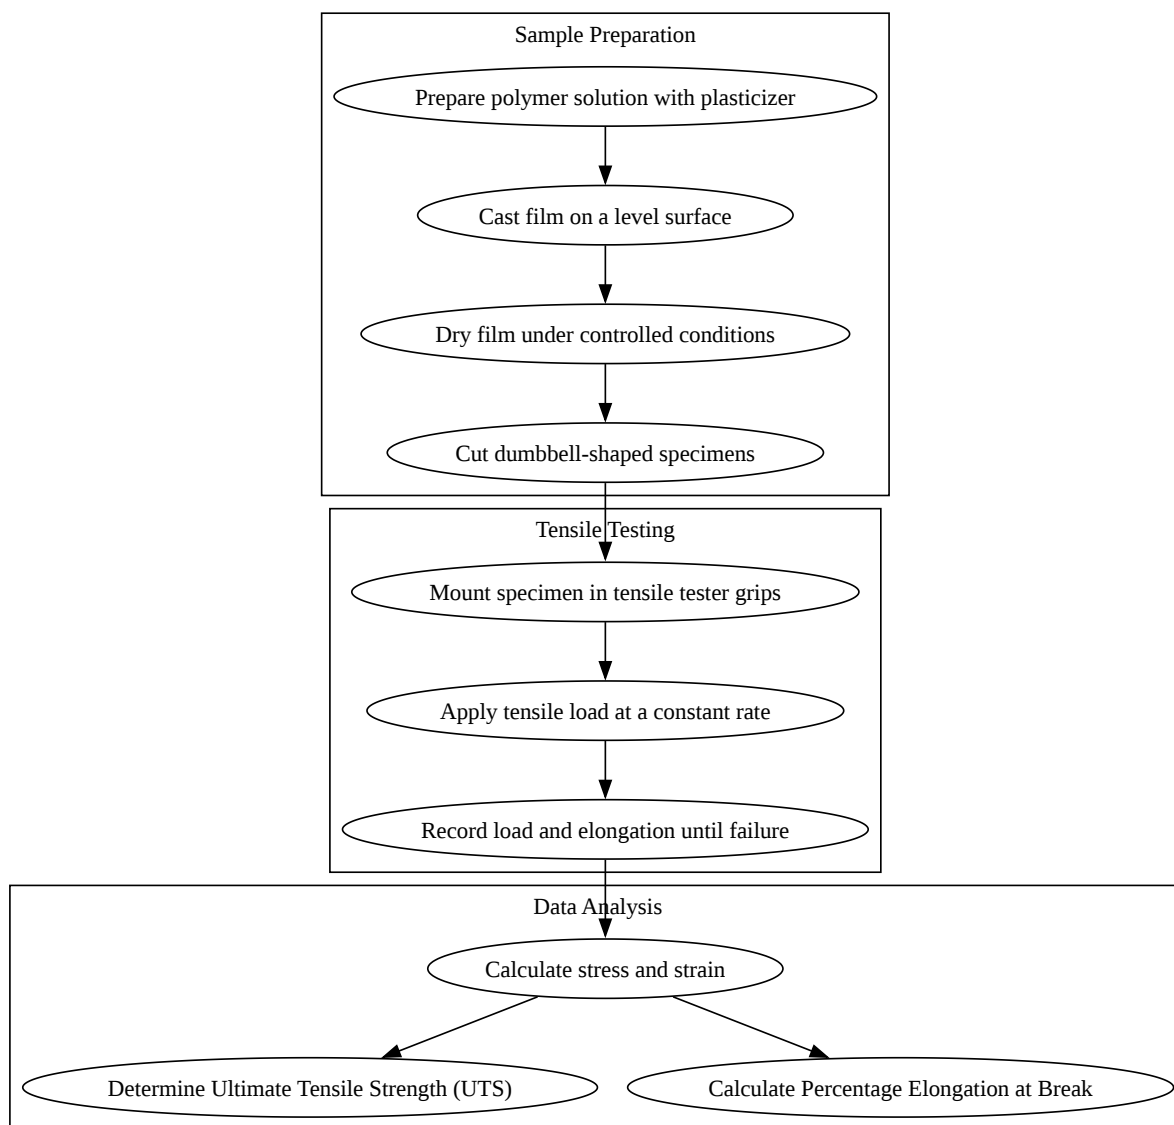 Sample Preparation
Prepare polymer solution with plasticizer
Cast film on a level surface
Dry film under controlled conditions
Cut dumbbell-shaped specimens
Tensile Testing
Mount specimen in tensile tester grips
Apply tensile load at a constant rate
Record load and elongation until failure
Data Analysis
Calculate stress and strain
Determine Ultimate Tensile Strength (UTS)
Calculate Percentage Elongation at Break